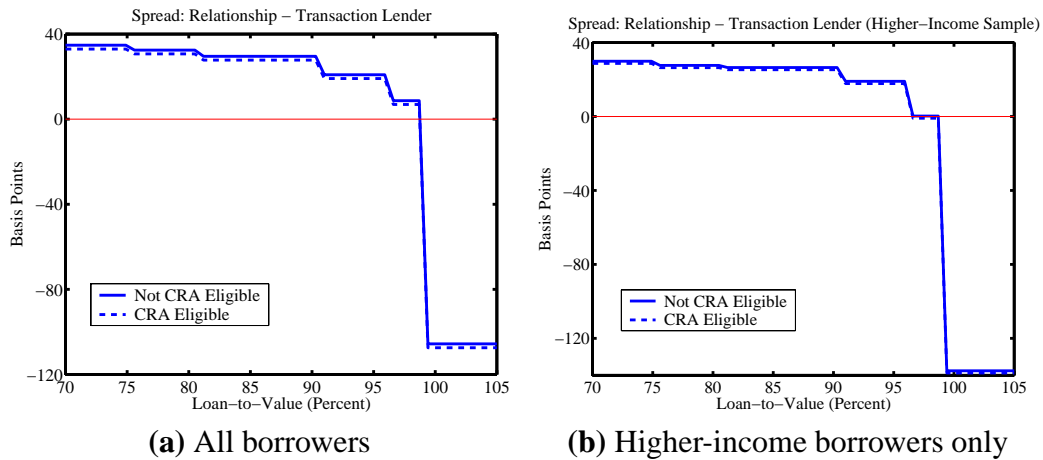 Spread: Relationship − Transaction Lender
40
0
−40
−80
−120
Basis Points
Not CRA Eligible
CRA Eligible
70 75 80 85 90 95 100 105
Loan−to−Value (Percent)
(a) All borrowers
Spread: Relationship − Transaction Lender (Higher−Income Sample)
40
0
−40
−80
−120
Basis Points
Not CRA Eligible
CRA Eligible
70 75 80 85 90 95 100 105
Loan−to−Value (Percent)
(b) Higher-income borrowers only